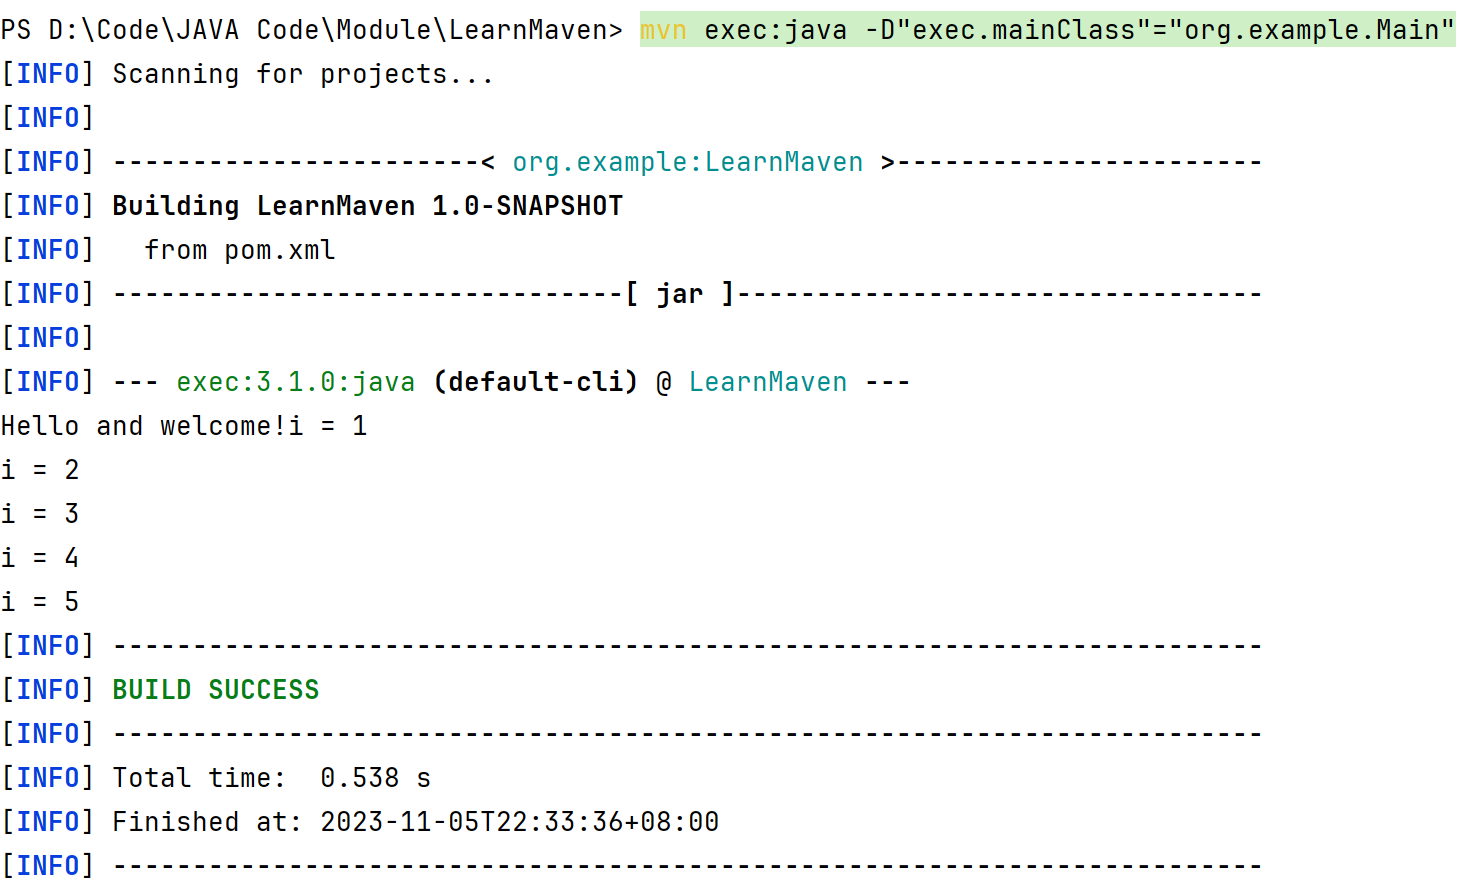 PS D:\Code\JAVA Code\Module\LearnMaven> mvn exec:java -D"exec.mainClass"="org.example.Main"
[INFO] Scanning for projects...
[INFO]
[INFO] -----------------------< org.example:LearnMaven >-----------------------
[INFO] Building LearnMaven 1.0-SNAPSHOT
[INFO]   from pom.xml
[INFO] --------------------------------[ jar ]---------------------------------
[INFO]
[INFO] --- exec:3.1.0:java (default-cli) @ LearnMaven ---
Hello and welcome!i = 1
i = 2
i = 3
i = 4
i = 5
[INFO] ------------------------------------------------------------------------
[INFO] BUILD SUCCESS
[INFO] ------------------------------------------------------------------------
[INFO] Total time:  0.538 s
[INFO] Finished at: 2023-11-05T22:33:36+08:00
[INFO] ------------------------------------------------------------------------